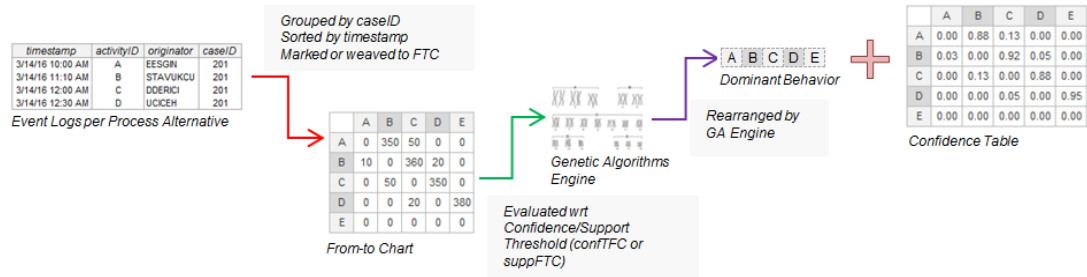 timestamp activityID originator caseID
3/14/16 10:00 AM A EESGIN 201
3/14/16 11:10 AM B STAVUKCU 201
3/14/16 12:00 AM C DDERICI 201
3/14/16 12:30 AM D UCICEH 201
Event Logs per Process Alternative
Grouped by caseID
Sorted by timestamp
Marked or weaved to FTC
A B C D E
A 0 350 50 0 0
B 10 0 360 20 0
C 0 50 0 350 0
D 0 0 20 0 380
E 0 0 0 0 0
From-to Chart
Genetic Algorithms
Engine
Evaluated wrt
Confidence/Support
Threshold (confTFC or
suppFTC)
A B C D E
Dominant Behavior
Rearranged by
GA Engine
A B C D E
A 0.00 0.88 0.13 0.00 0.00
B 0.03 0.00 0.92 0.05 0.00
C 0.00 0.13 0.00 0.88 0.00
D 0.00 0.00 0.05 0.00 0.95
E 0.00 0.00 0.00 0.00 0.00
Confidence Table